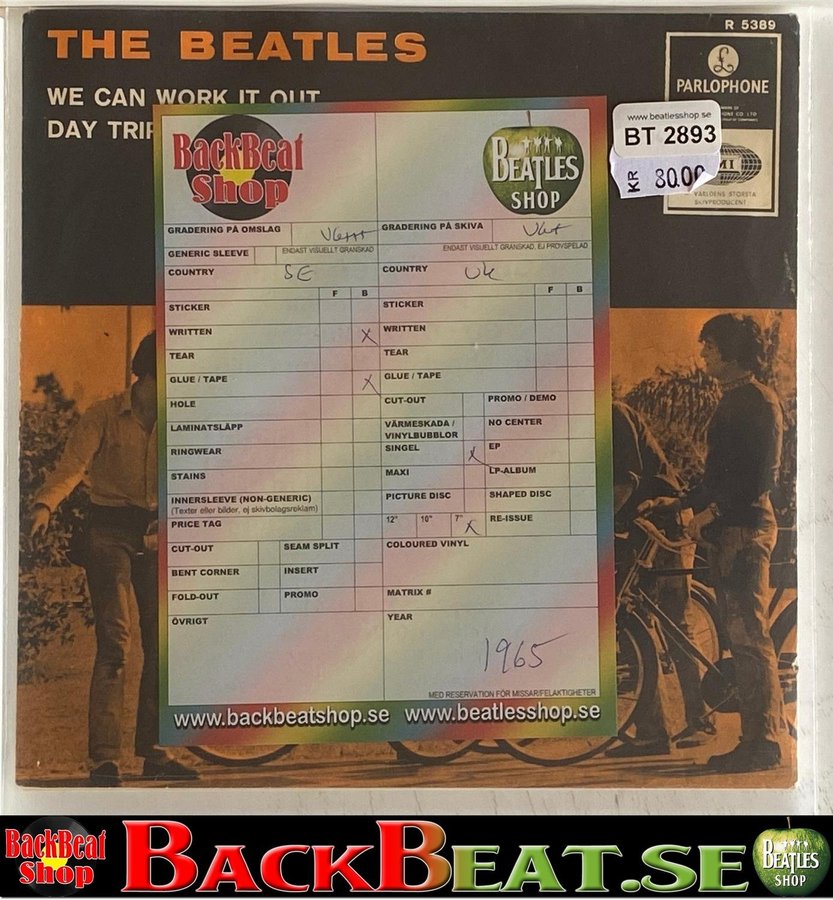 THE BEATLES
R 5389
WE CAN WORK IT OUT
DAY TRIP
PARLOPHONE
VÄRLDENS STÖRSTA
SKIVPRODUCENT
www.beatlesshop.se
BT 2893
KR 80.00
BackBeat
Shop
BEATLES
SHOP
GRADERING PÅ OMSLAG
GRADERING PÅ SKIVA
ENDAST VISUELLT GRANSKAD
ENDAST VISUELLT GRANSKAD, EJ PROVSPELAD
GENERIC SLEEVE
COUNTRY SE
COUNTRY UK
F B
F B
STICKER
STICKER
WRITTEN X
WRITTEN
TEAR
TEAR
GLUE / TAPE X
GLUE / TAPE
HOLE
CUT-OUT
PROMO / DEMO
LAMINATSLÄPP
VÄRMESKADA /
VINYLBUBBLOR
NO CENTER
RINGWEAR
SINGEL X
EP
STAINS
MAXI
LP-ALBUM
INNERSLEEVE (NON-GENERIC)
(Texter eller bilder, ej skivbolagsreklam)
PICTURE DISC
SHAPED DISC
PRICE TAG
12" 10" 7" X
RE-ISSUE
CUT-OUT
SEAM SPLIT
COLOURED VINYL
BENT CORNER
INSERT
FOLD-OUT
PROMO
MATRIX #
ÖVRIGT
YEAR
1965
MED RESERVATION FÖR MISSAR/FELAKTIGHETER
www.backbeatshop.se www.beatlesshop.se
BackBeat
Shop
BACKBEAT.SE
BEATLES
SHOP